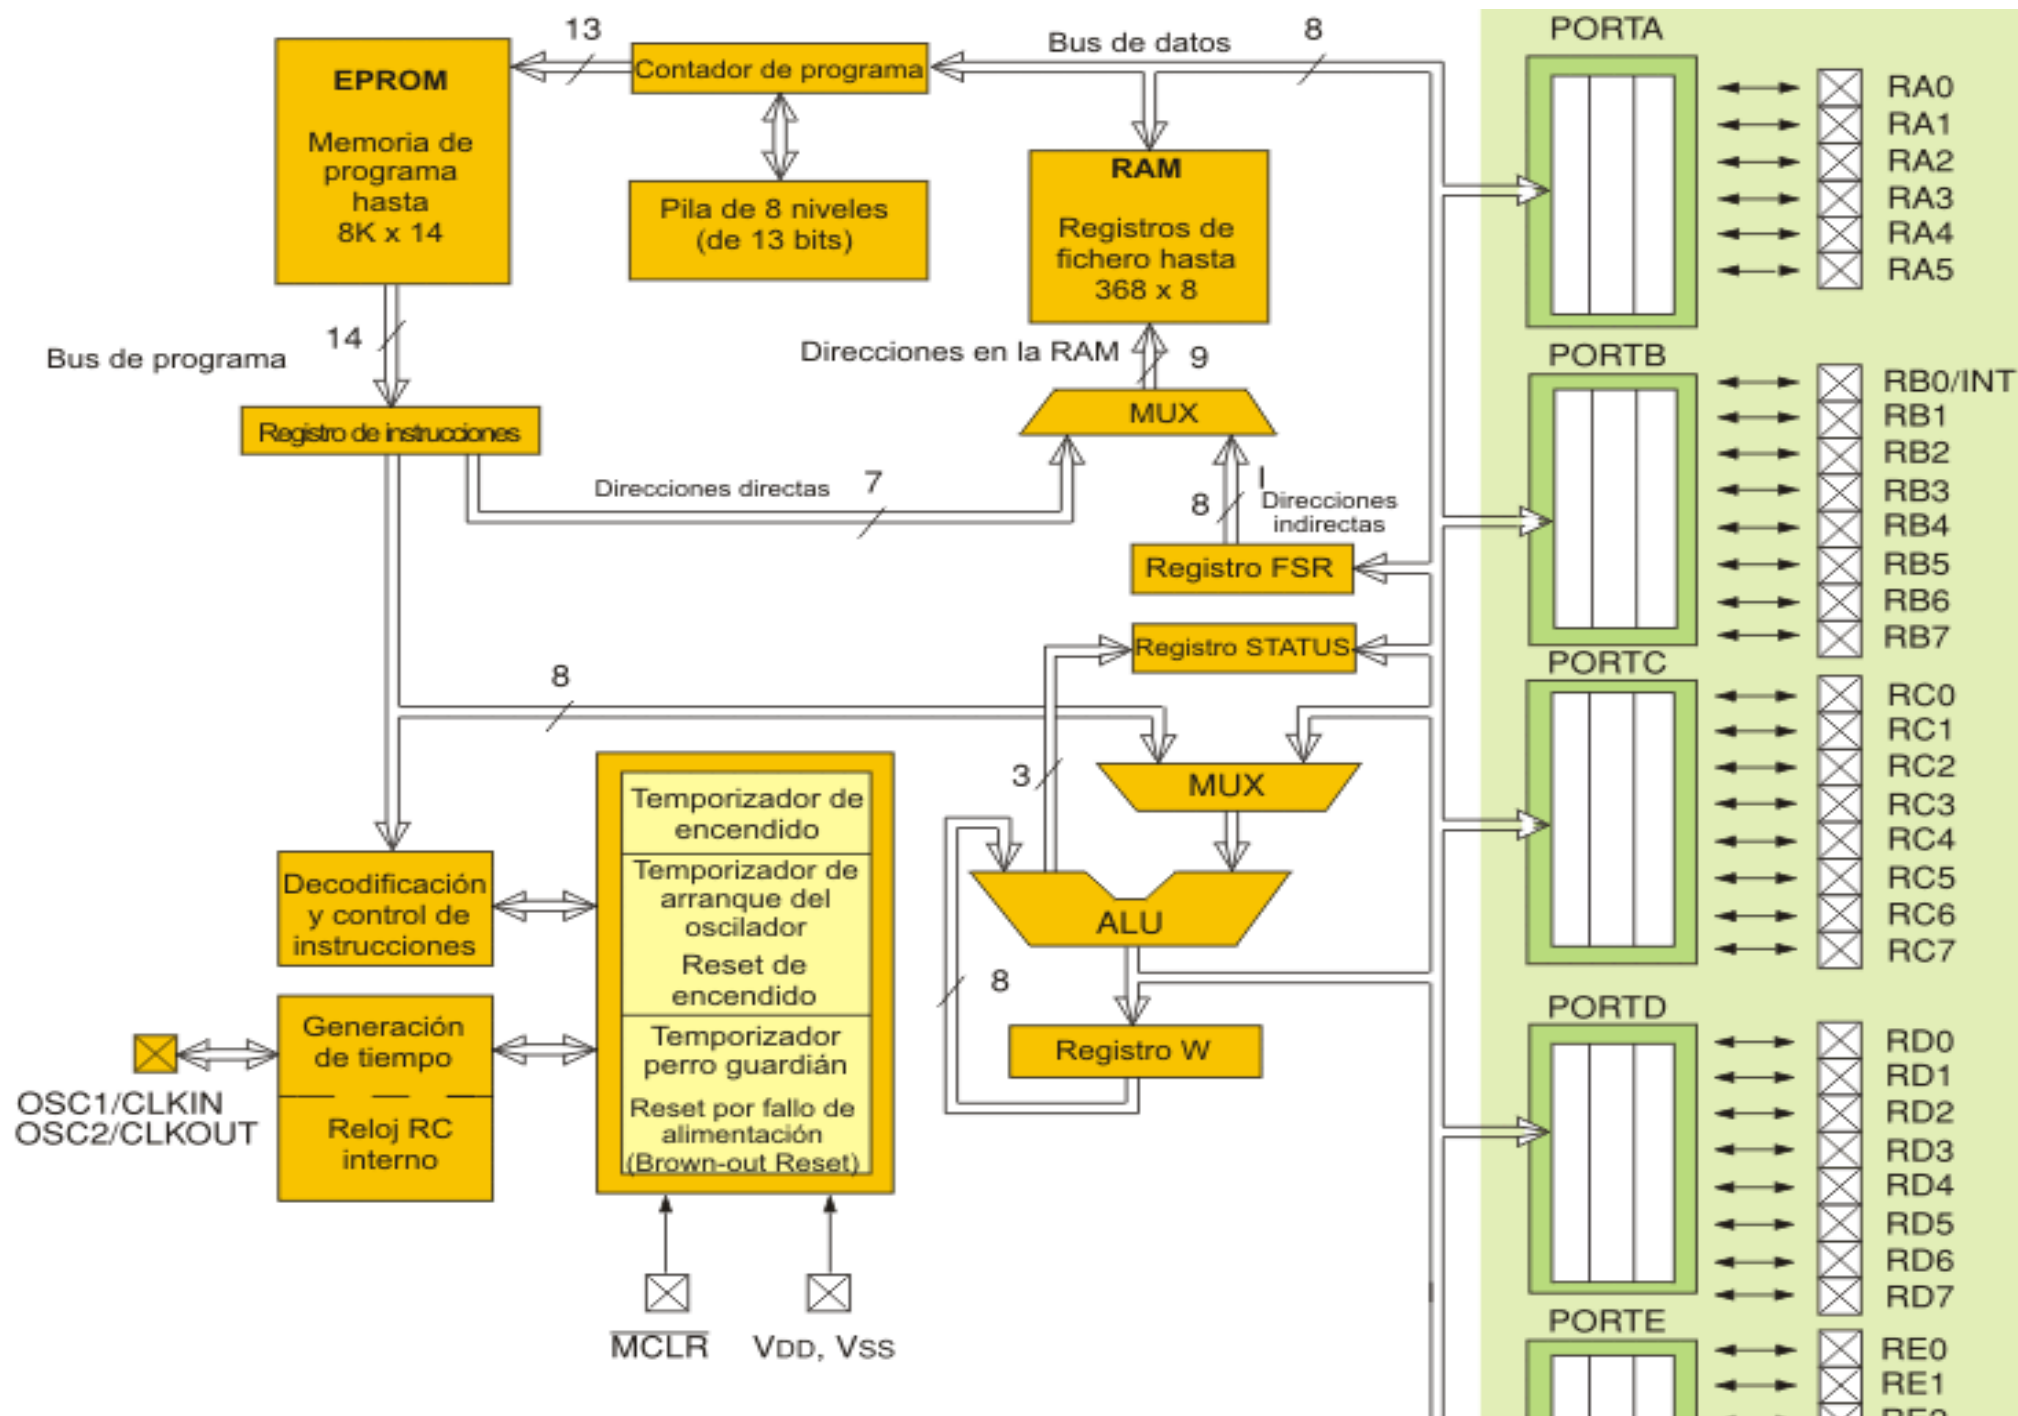 13
Bus de datos
8
EPROM
Memoria de
programa
hasta
8K x 14
Contador de programa
Pila de 8 niveles
(de 13 bits)
RAM
Registros de
fichero hasta
368 x 8
14
Bus de programa
Direcciones en la RAM
9
MUX
Registro de instrucciones
Direcciones directas
7
8
Direcciones
indirectas
Registro FSR
Registro STATUS
8
3
MUX
ALU
8
Registro W
Decodificación
y control de
instrucciones
Generación
de tiempo
Reloj RC
interno
OSC1/CLKIN
OSC2/CLKOUT
Temporizador de
encendido
Temporizador de
arranque del
oscilador
Reset de
encendido
Temporizador
perro guardián
Reset por fallo de
alimentación
(Brown-out Reset)
MCLR
VDD, VSS
PORTA
RA0
RA1
RA2
RA3
RA4
RA5
PORTB
RB0/INT
RB1
RB2
RB3
RB4
RB5
RB6
RB7
PORTC
RC0
RC1
RC2
RC3
RC4
RC5
RC6
RC7
PORTD
RD0
RD1
RD2
RD3
RD4
RD5
RD6
RD7
PORTE
RE0
RE1